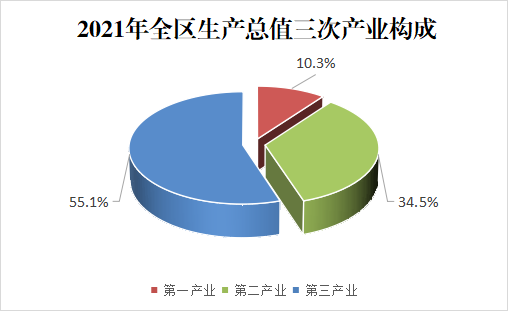 2021年全区生产总值三次产业构成
10.3%
55.1%
34.5%
第一产业 第二产业 第三产业